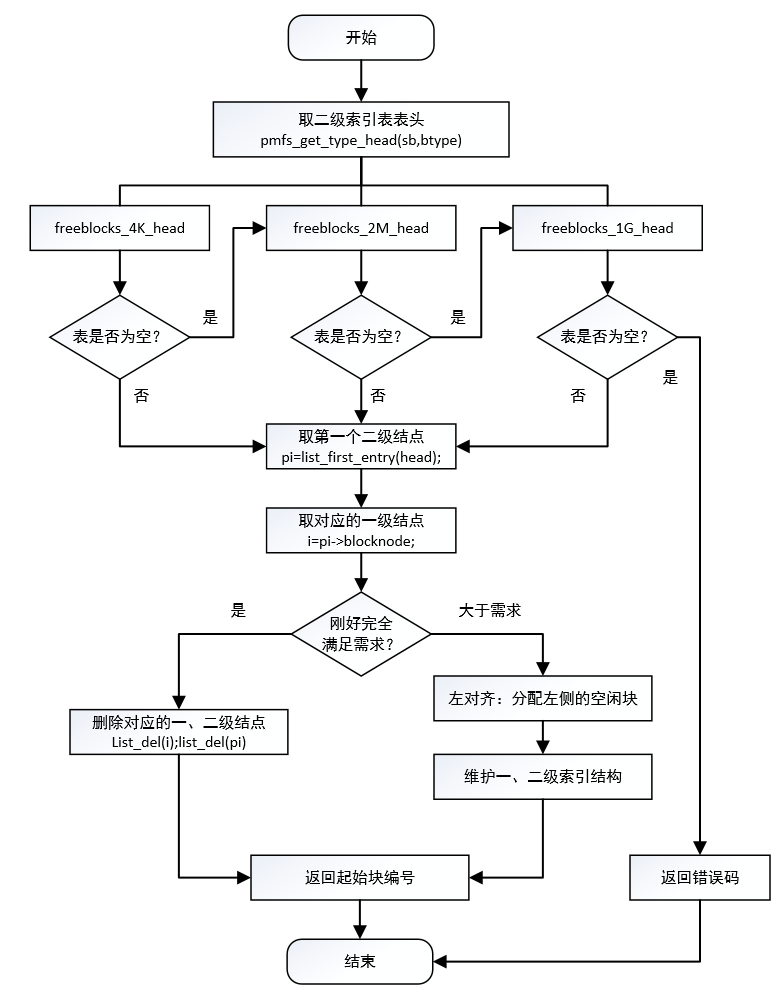 开始
取二级索引表表头
pmfs_get_type_head(sb,btype)
freeblocks_4K_head
freeblocks_2M_head
freeblocks_1G_head
表是否为空?
是
表是否为空?
是
表是否为空?
是
否
否
否
取第一个二级结点
pi=list_first_entry(head);
取对应的一级结点
i=pi->blocknode;
是
刚好完全
满足需求?
大于需求
删除对应的一、二级结点
List_del(i);list_del(pi)
左对齐：分配左侧的空闲块
维护一、二级索引结构
返回起始块编号
返回错误码
结束